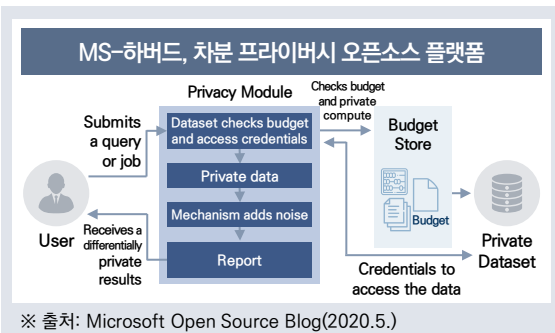 MS-하버드, 차분 프라이버시 오픈소스 플랫폼
Privacy Module
Checks budget
and private
compute
Submits
a query
or job
Dataset checks budget
and access credentials
Budget
Store
Private data
Mechanism adds noise
Budget
User
Receives a
differentially
private
results
Report
Private
Dataset
Credentials to
access the data
※ 출처: Microsoft Open Source Blog(2020.5.)